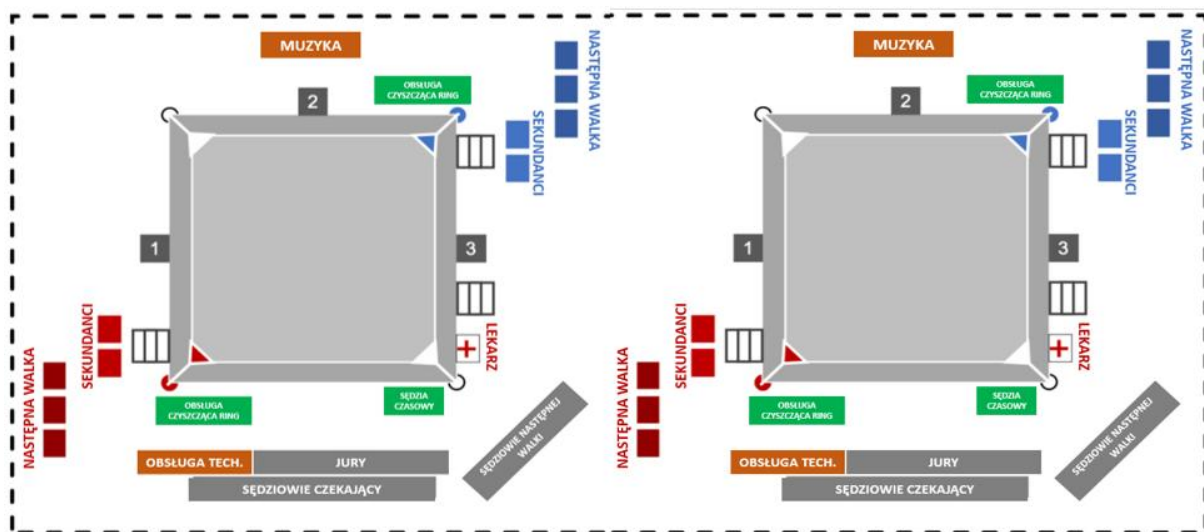 MUZYKA
NASTĘPNA WALKA
OBSŁUGA
CZYSZCZĄCA RING
2
SEKUNDANCI
1
3
SEKUNDANCI
LEKARZ
NASTĘPNA WALKA
OBSŁUGA
CZYSZCZĄCA RING
SĘDZIA
CZASOWY
SĘDZIOWIE NASTĘPNEJ
WALKI
OBSŁUGA TECH.
JURY
SĘDZIOWIE CZEKAJĄCY
MUZYKA
NASTĘPNA WALKA
OBSŁUGA
CZYSZCZĄCA RING
2
SEKUNDANCI
1
3
SEKUNDANCI
LEKARZ
NASTĘPNA WALKA
OBSŁUGA
CZYSZCZĄCA RING
SĘDZIA
CZASOWY
SĘDZIOWIE NASTĘPNEJ
WALKI
OBSŁUGA TECH.
JURY
SĘDZIOWIE CZEKAJĄCY